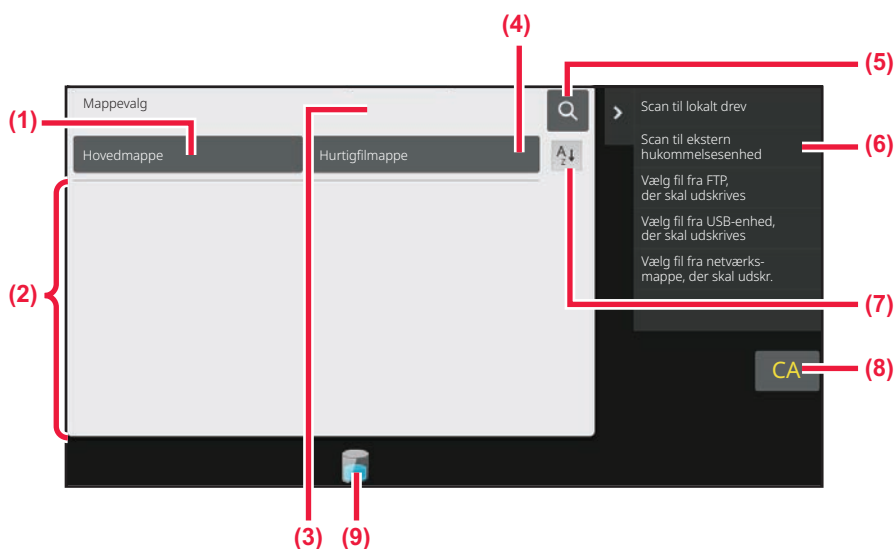 (4)
(5)
(1)
Mappevalg
Scan til lokalt drev
Hovedmappe
Hurtigfilmappe
A
Z
Scan til ekstern
hukommelsesenhed
(6)
Vælg fil fra FTP,
der skal udskrives
Vælg fil fra USB-enhed,
der skal udskrives
Vælg fil fra netværks-
mappe, der skal udskr.
(2)
(7)
CA
(8)
(3)
(9)